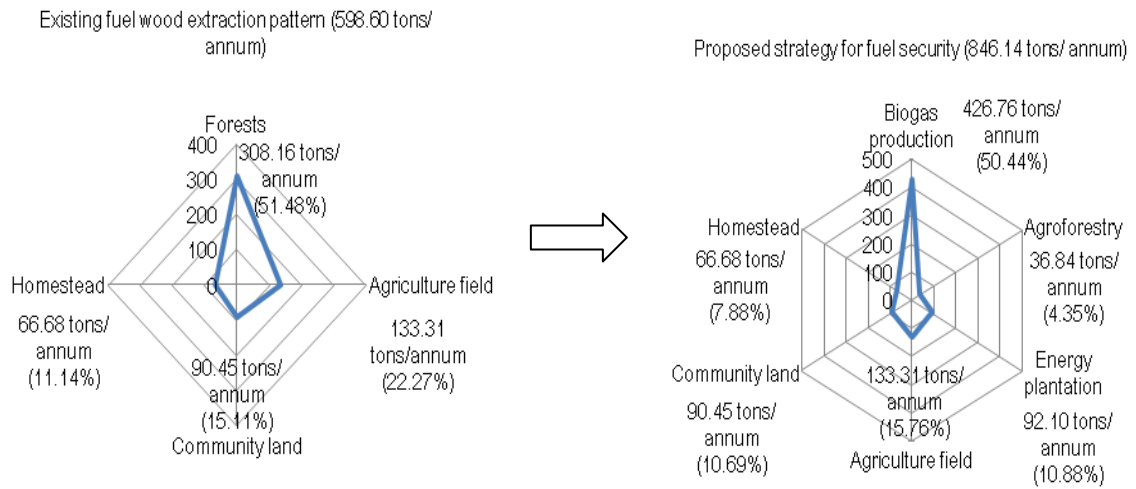 Existing fuel wood extraction pattern (598.60 tons/
annum)
Forests
400
308.16 tons/
annum
(51.48%)
300
200
100
0
Homestead
66.68 tons/
annum
(11.14%)
Agriculture field
133.31
tons/annum
(22.27%)
90.45 tons/
annum
(15.11%)
Community land
Proposed strategy for fuel security (846.14 tons/ annum)
Biogas
production
426.76 tons/
annum
(50.44%)
500
400
300
200
100
0
Homestead
66.68 tons/
annum
(7.88%)
Agroforestry
36.84 tons/
annum
(4.35%)
Community land
90.45 tons/
annum
(10.69%)
133.31 tons/
annum
(15.76%)
Agriculture field
Energy
plantation
92.10 tons/
annum
(10.88%)